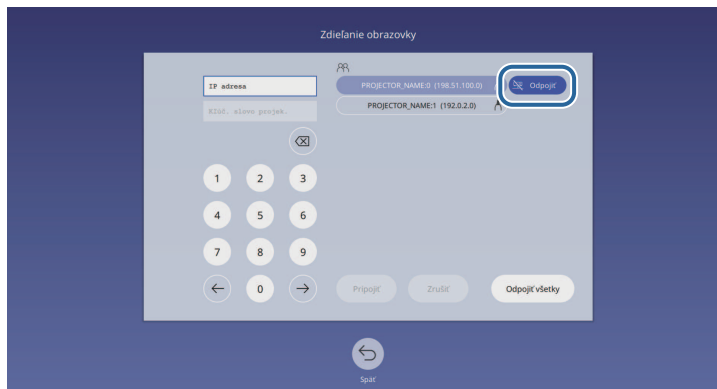 Zdieľanie obrazovky
IP adresa
Kľúč. slovo projek.
PROJECTOR_NAME:0 (198.51.100.0)
Odpojiť
PROJECTOR_NAME:1 (192.0.2.0)
1 2 3
4 5 6
7 8 9
0
Pripojiť
Zrušiť
Odpojiť všetky
Späť